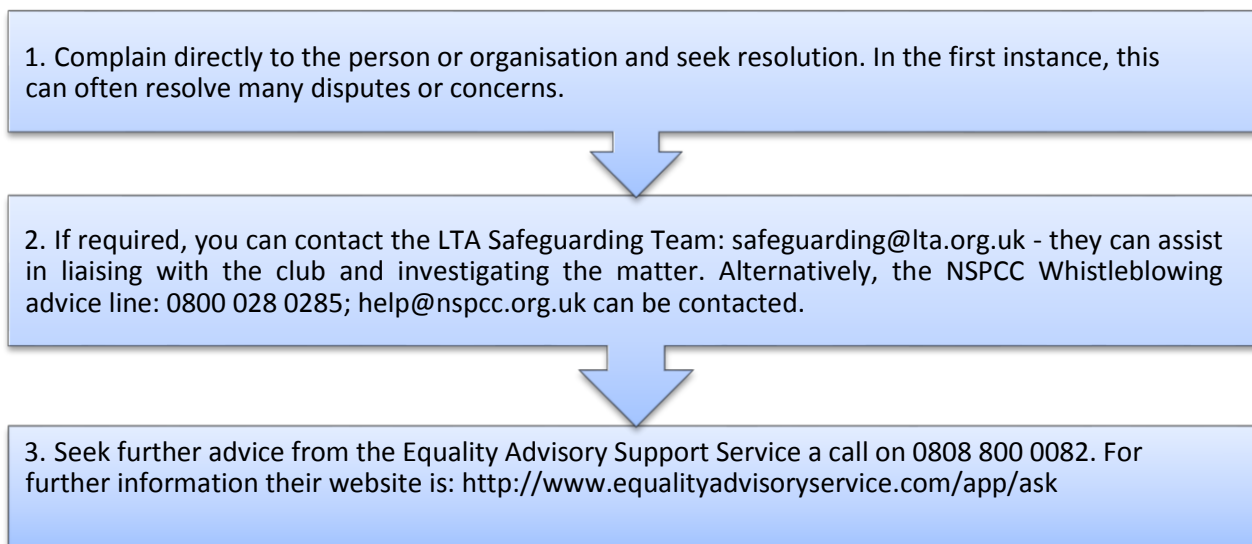 1. Complain directly to the person or organisation and seek resolution. In the first instance, this
can often resolve many disputes or concerns.
2. If required, you can contact the LTA Safeguarding Team: safeguarding@lta.org.uk - they can assist
in liaising with the club and investigating the matter. Alternatively, the NSPCC Whistleblowing
advice line: 0800 028 0285; help@nspcc.org.uk can be contacted.
3. Seek further advice from the Equality Advisory Support Service a call on 0808 800 0082. For
further information their website is: http://www.equalityadvisoryservice.com/app/ask